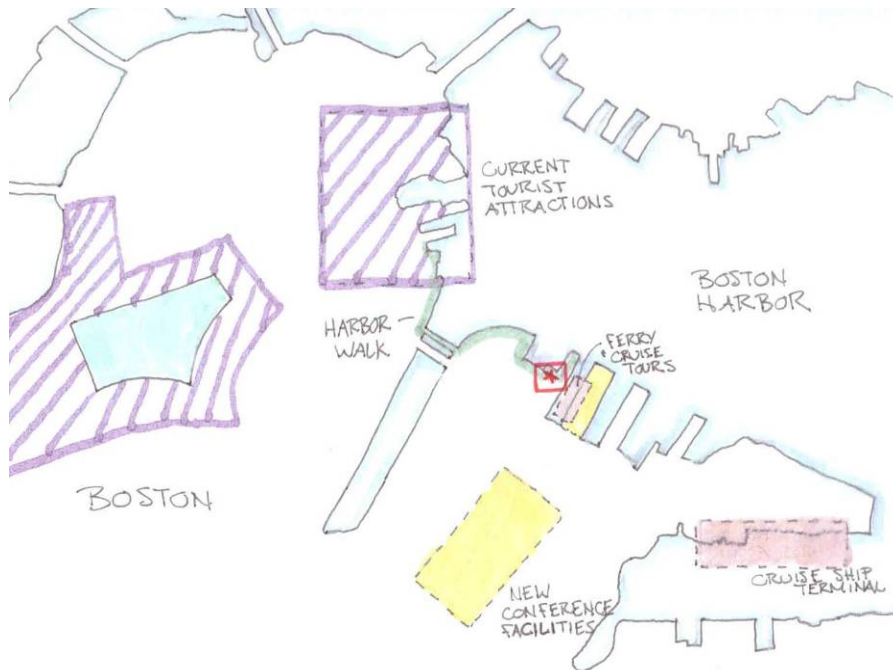 CURRENT
TOURIST
ATTRACTIONS
BOSTON
HARBOR
HARBOR
WALK
FERRY
&
CRUISE
TOURS
BOSTON
NEW
CONFERENCE
FACILITIES
CRUISE SHIP
TERMINAL